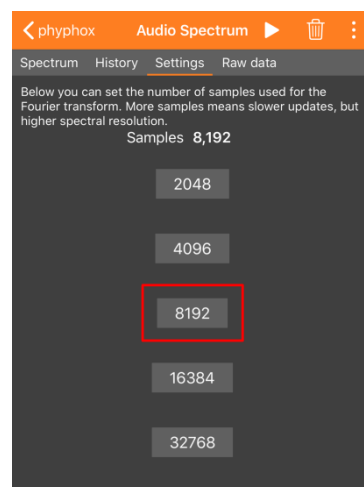 phyphox Audio Spectrum
Spectrum History Settings Raw data
Below you can set the number of samples used for the
Fourier transform. More samples means slower updates, but
higher spectral resolution.
Samples 8,192
2048
4096
8192
16384
32768